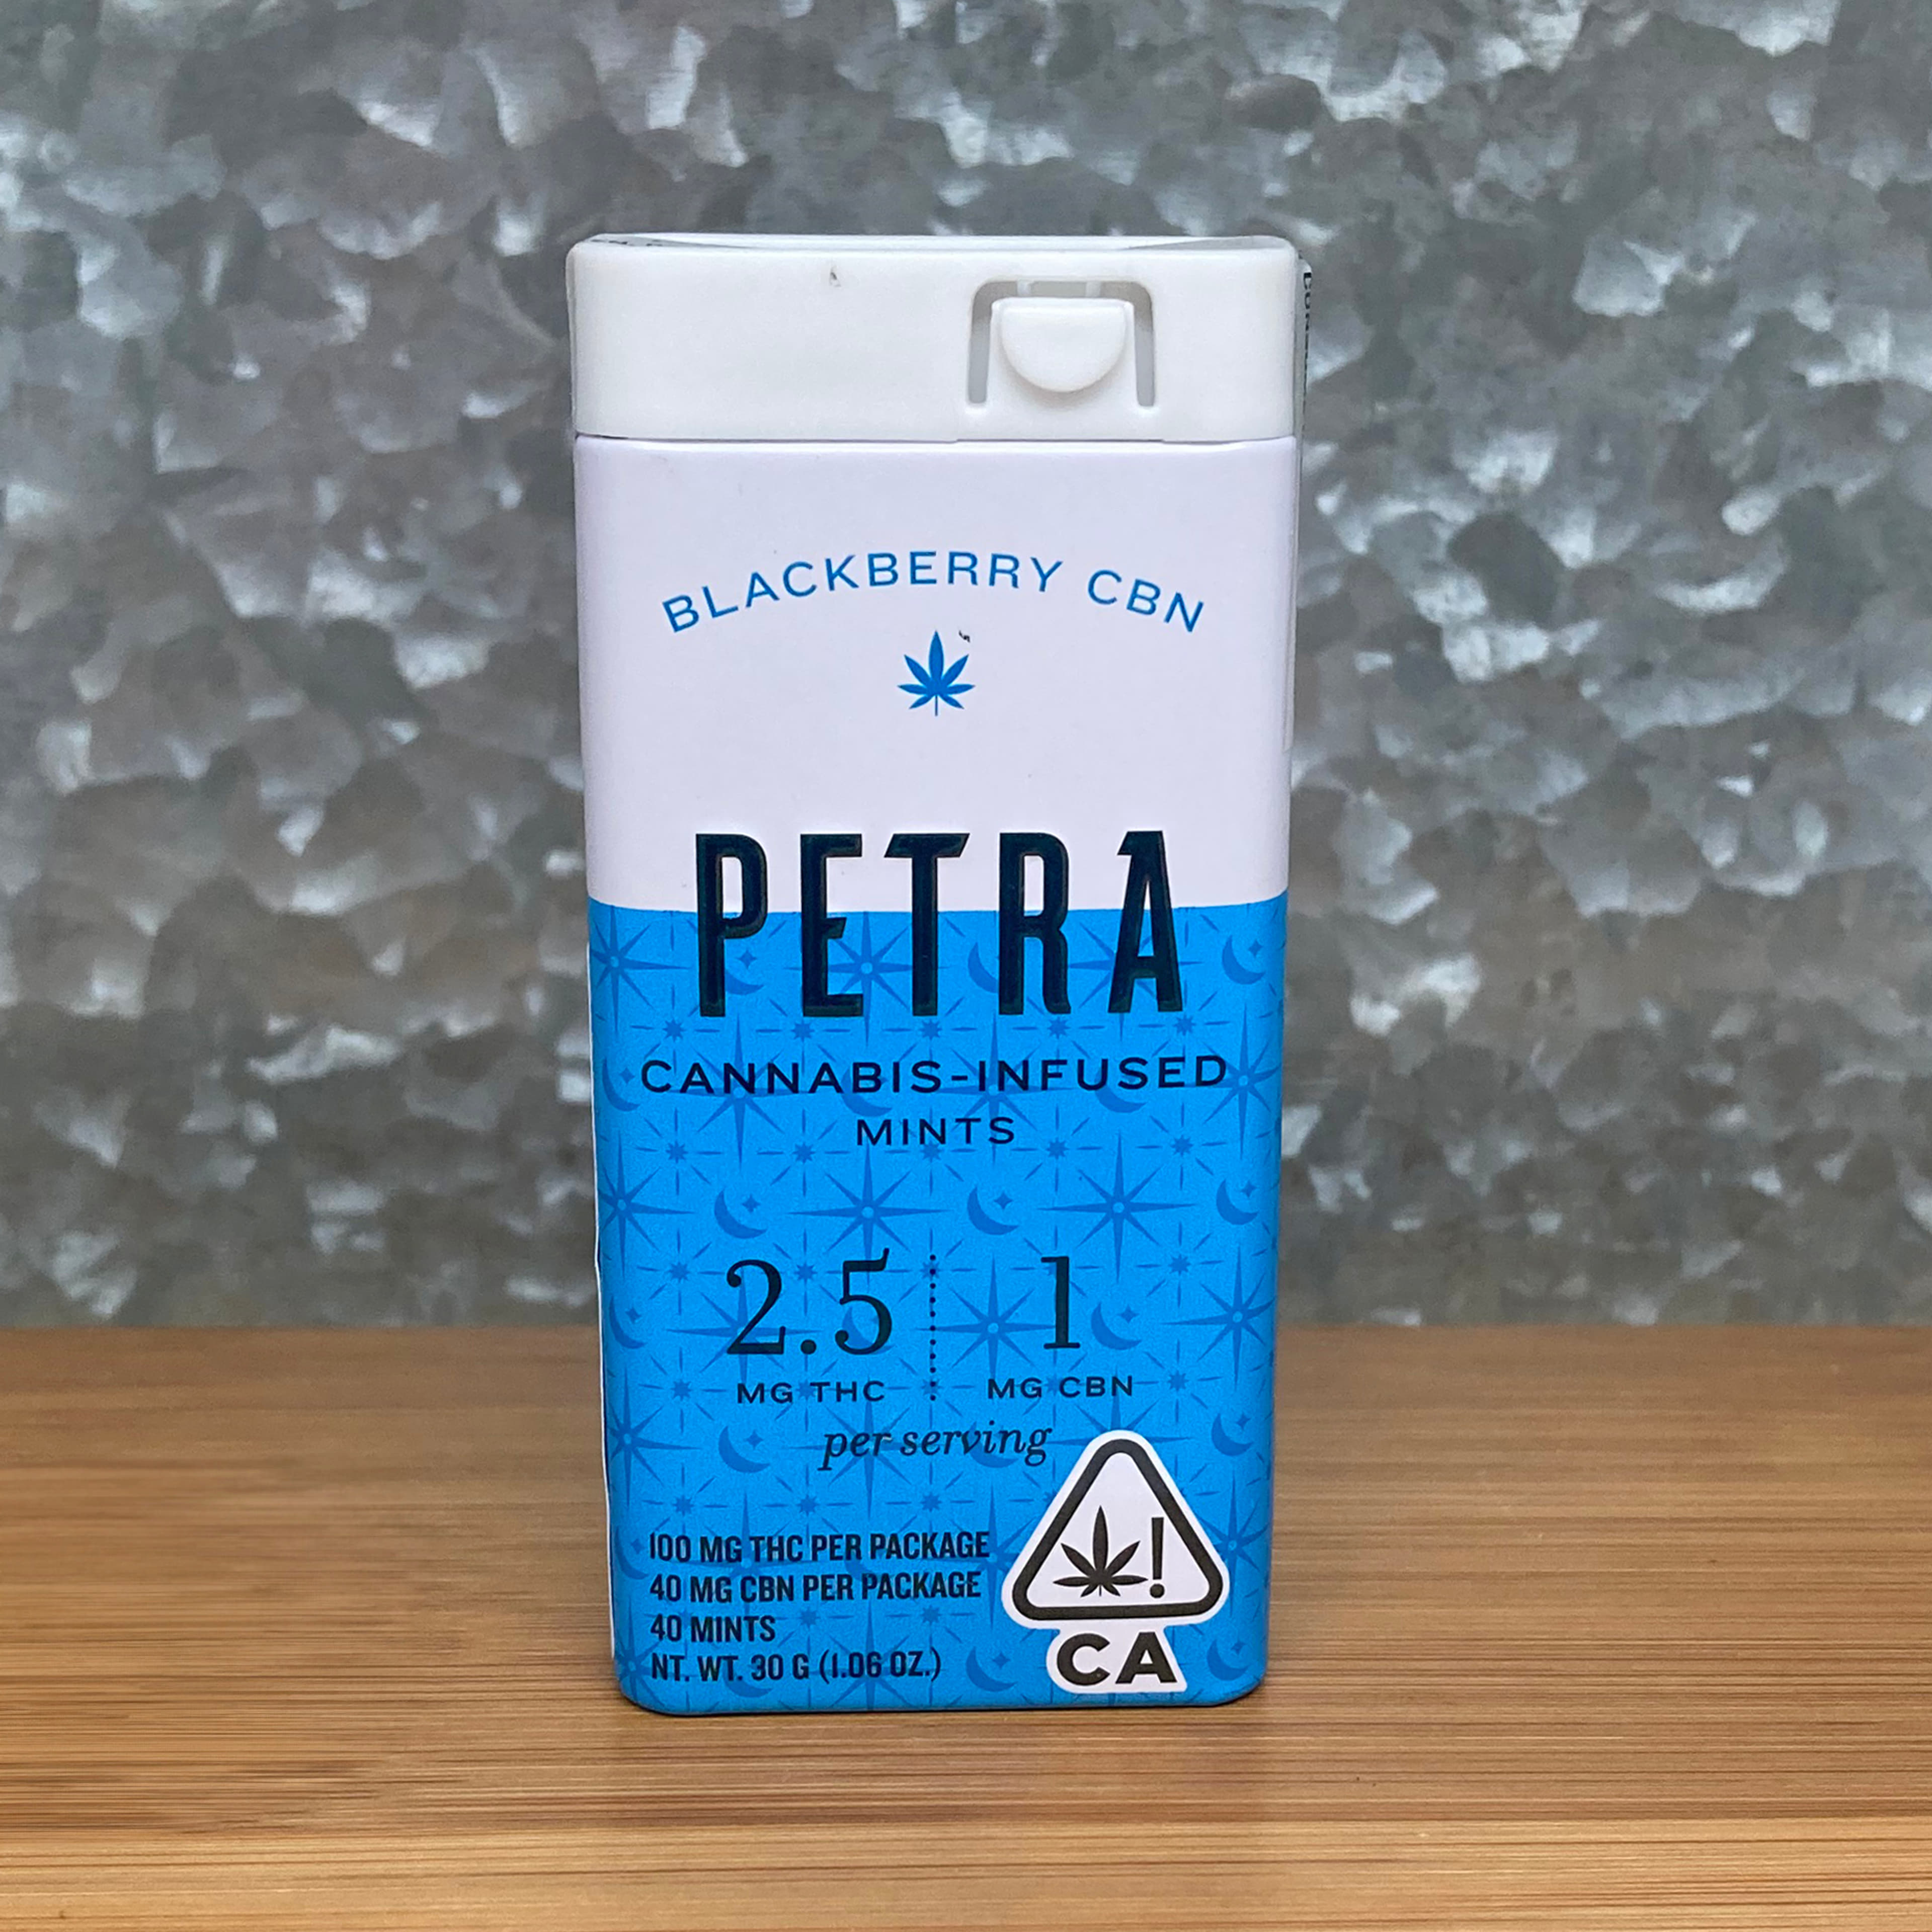 BLACKBERRY CBN
PETRA
CANNABIS-INFUSED
MINTS
2.5 1
MG THC MG CBN
per serving
100 MG THC PER PACKAGE
40 MG CBN PER PACKAGE
40 MINTS
NT. WT. 30 G (1.06 OZ.)
!
CA